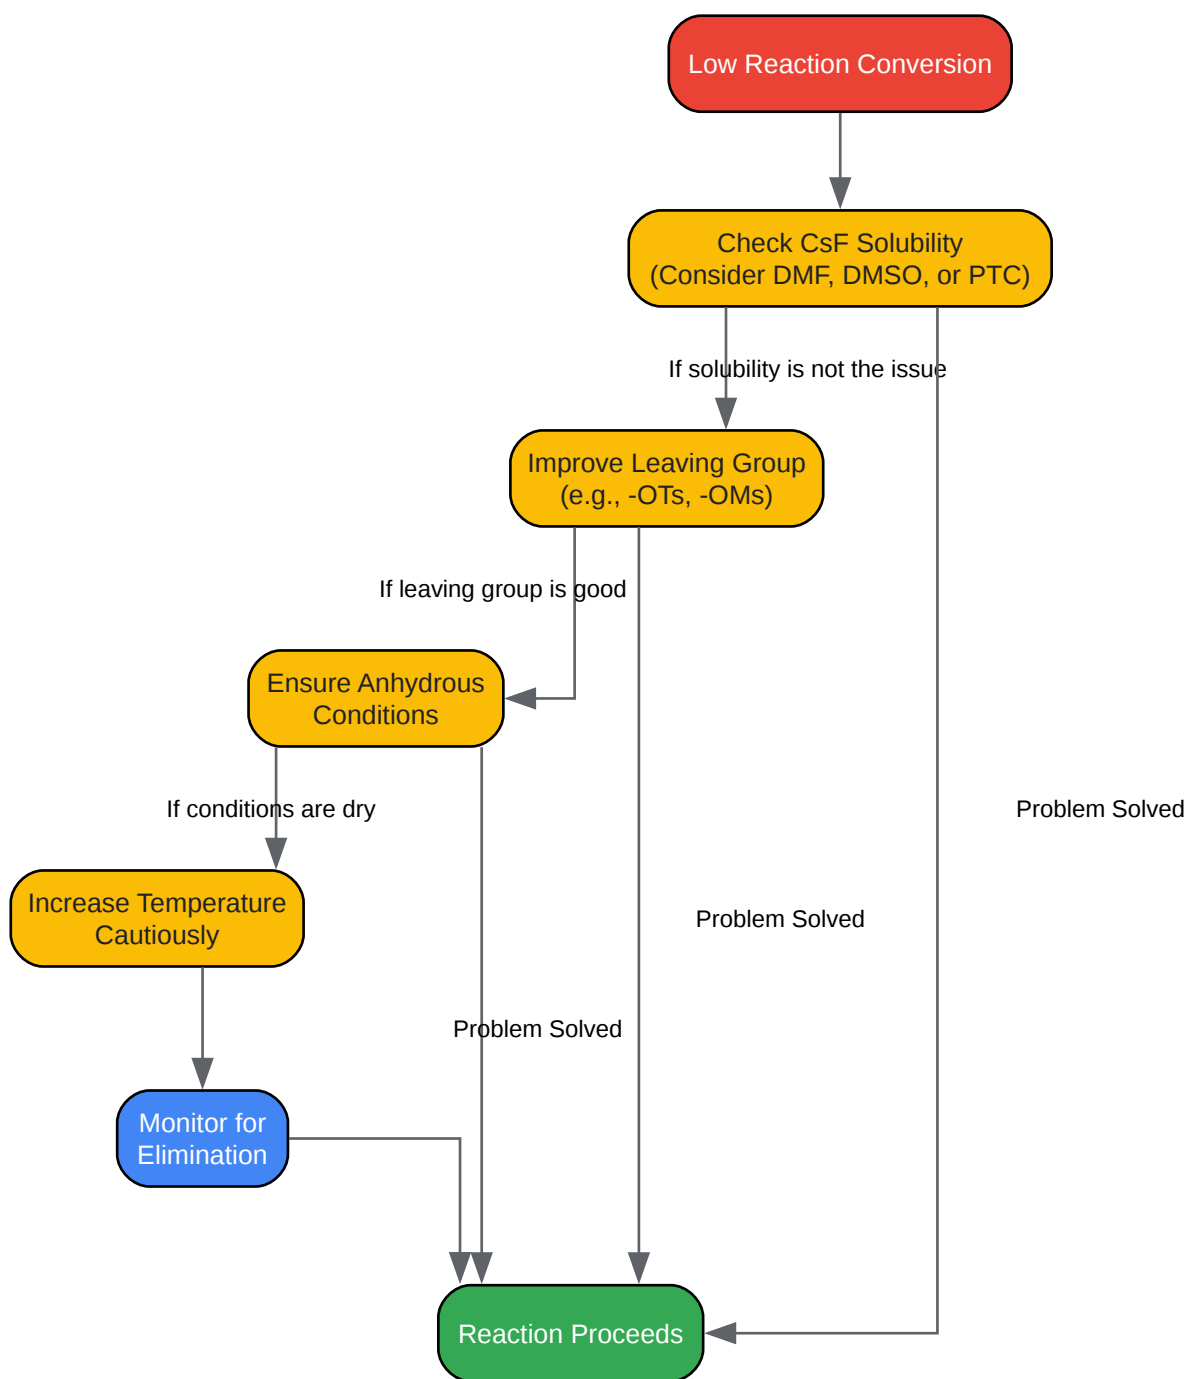 Low Reaction Conversion
Check CsF Solubility
(Consider DMF, DMSO, or PTC)
If solubility is not the issue
Improve Leaving Group
(e.g., -OTs, -OMs)
If leaving group is good
Ensure Anhydrous
Conditions
If conditions are dry
Problem Solved
Increase Temperature
Cautiously
Problem Solved
Problem Solved
Monitor for
Elimination
Reaction Proceeds